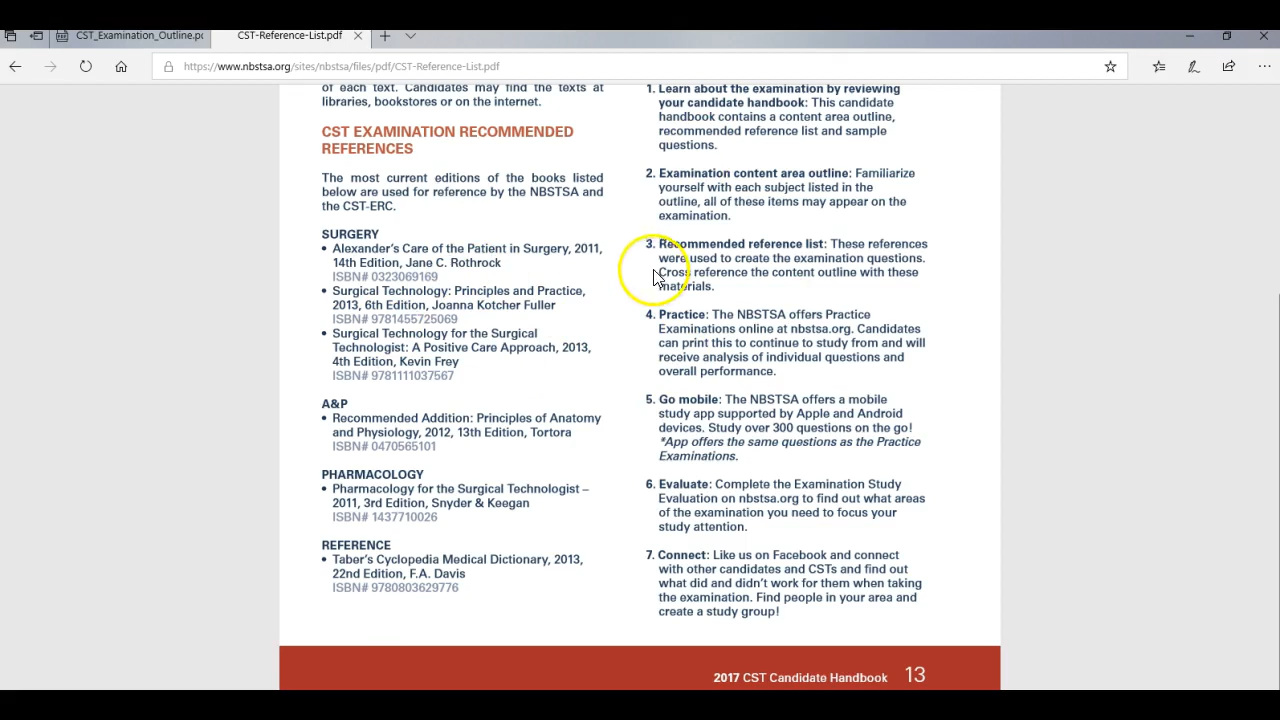 CST_Examination_Outline.pd
CST-Reference-List.pdf
https://www.nbstsa.org/sites/nbstsa/files/pdf/CST-Reference-List.pdf
of each text. Candidates may find the texts at
libraries, bookstores or on the internet.
CST EXAMINATION RECOMMENDED
REFERENCES
The most current editions of the books listed
below are used for reference by the NBSTSA and
the CST-ERC.
SURGERY
• Alexander's Care of the Patient in Surgery, 2011,
14th Edition, Jane C. Rothrock
ISBN# 0323069169
• Surgical Technology: Principles and Practice,
2013, 6th Edition, Joanna Kotcher Fuller
ISBN# 9781455725069
• Surgical Technology for the Surgical
Technologist: A Positive Care Approach, 2013,
4th Edition, Kevin Frey
ISBN# 9781111037567
A&P
• Recommended Addition: Principles of Anatomy
and Physiology, 2012, 13th Edition, Tortora
ISBN# 0470565101
PHARMACOLOGY
• Pharmacology for the Surgical Technologist –
2011, 3rd Edition, Snyder & Keegan
ISBN# 1437710026
REFERENCE
• Taber's Cyclopedia Medical Dictionary, 2013,
22nd Edition, F.A. Davis
ISBN# 9780803629776
1. Learn about the examination by reviewing
your candidate handbook: This candidate
handbook contains a content area outline,
recommended reference list and sample
questions.
2. Examination content area outline: Familiarize
yourself with each subject listed in the
outline, all of these items may appear on the
examination.
3. Recommended reference list: These references
were used to create the examination questions.
Cross reference the content outline with these
materials.
4. Practice: The NBSTSA offers Practice
Examinations online at nbstsa.org. Candidates
can print this to continue to study from and will
receive analysis of individual questions and
overall performance.
5. Go mobile: The NBSTSA offers a mobile
study app supported by Apple and Android
devices. Study over 300 questions on the go!
*App offers the same questions as the Practice
Examinations.
6. Evaluate: Complete the Examination Study
Evaluation on nbstsa.org to find out what areas
of the examination you need to focus your
study attention.
7. Connect: Like us on Facebook and connect
with other candidates and CSTs and find out
what did and didn't work for them when taking
the examination. Find people in your area and
create a study group!
2017 CST Candidate Handbook 13